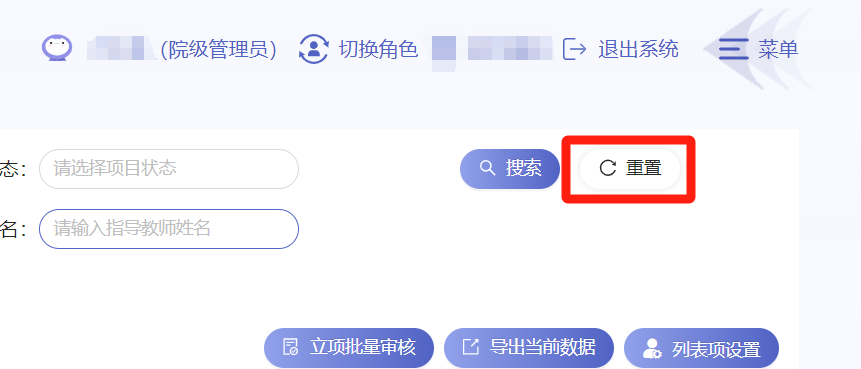 (院级管理员) 切换角色 退出系统 菜单
态： 请选择项目状态 搜索 重置
名： 请输入指导教师姓名
立项批量审核 导出当前数据 列表项设置